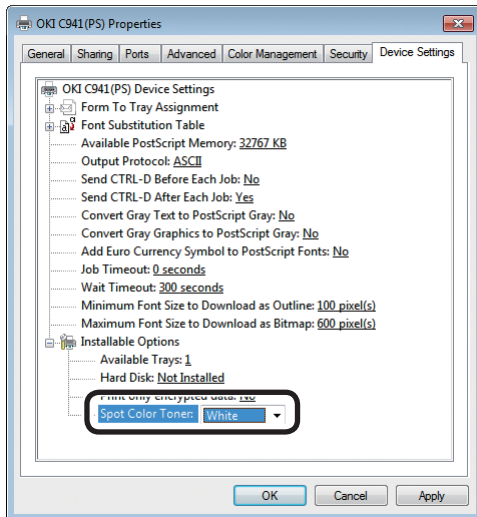 OKI C941(PS) Properties
General Sharing Ports Advanced Color Management Security Device Settings
OKI C941(PS) Device Settings
Form To Tray Assignment
Font Substitution Table
Available PostScript Memory: 32767 KB
Output Protocol: ASCII
Send CTRL-D Before Each Job: No
Send CTRL-D After Each Job: Yes
Convert Gray Text to PostScript Gray: No
Convert Gray Graphics to PostScript Gray: No
Add Euro Currency Symbol to PostScript Fonts: No
Job Timeout: 0 seconds
Wait Timeout: 300 seconds
Minimum Font Size to Download as Outline: 100 pixel(s)
Maximum Font Size to Download as Bitmap: 600 pixel(s)
Installable Options
Available Trays: 1
Hard Disk: Not Installed
Print only encrypted data: No
Spot Color Toner: White
OK Cancel Apply